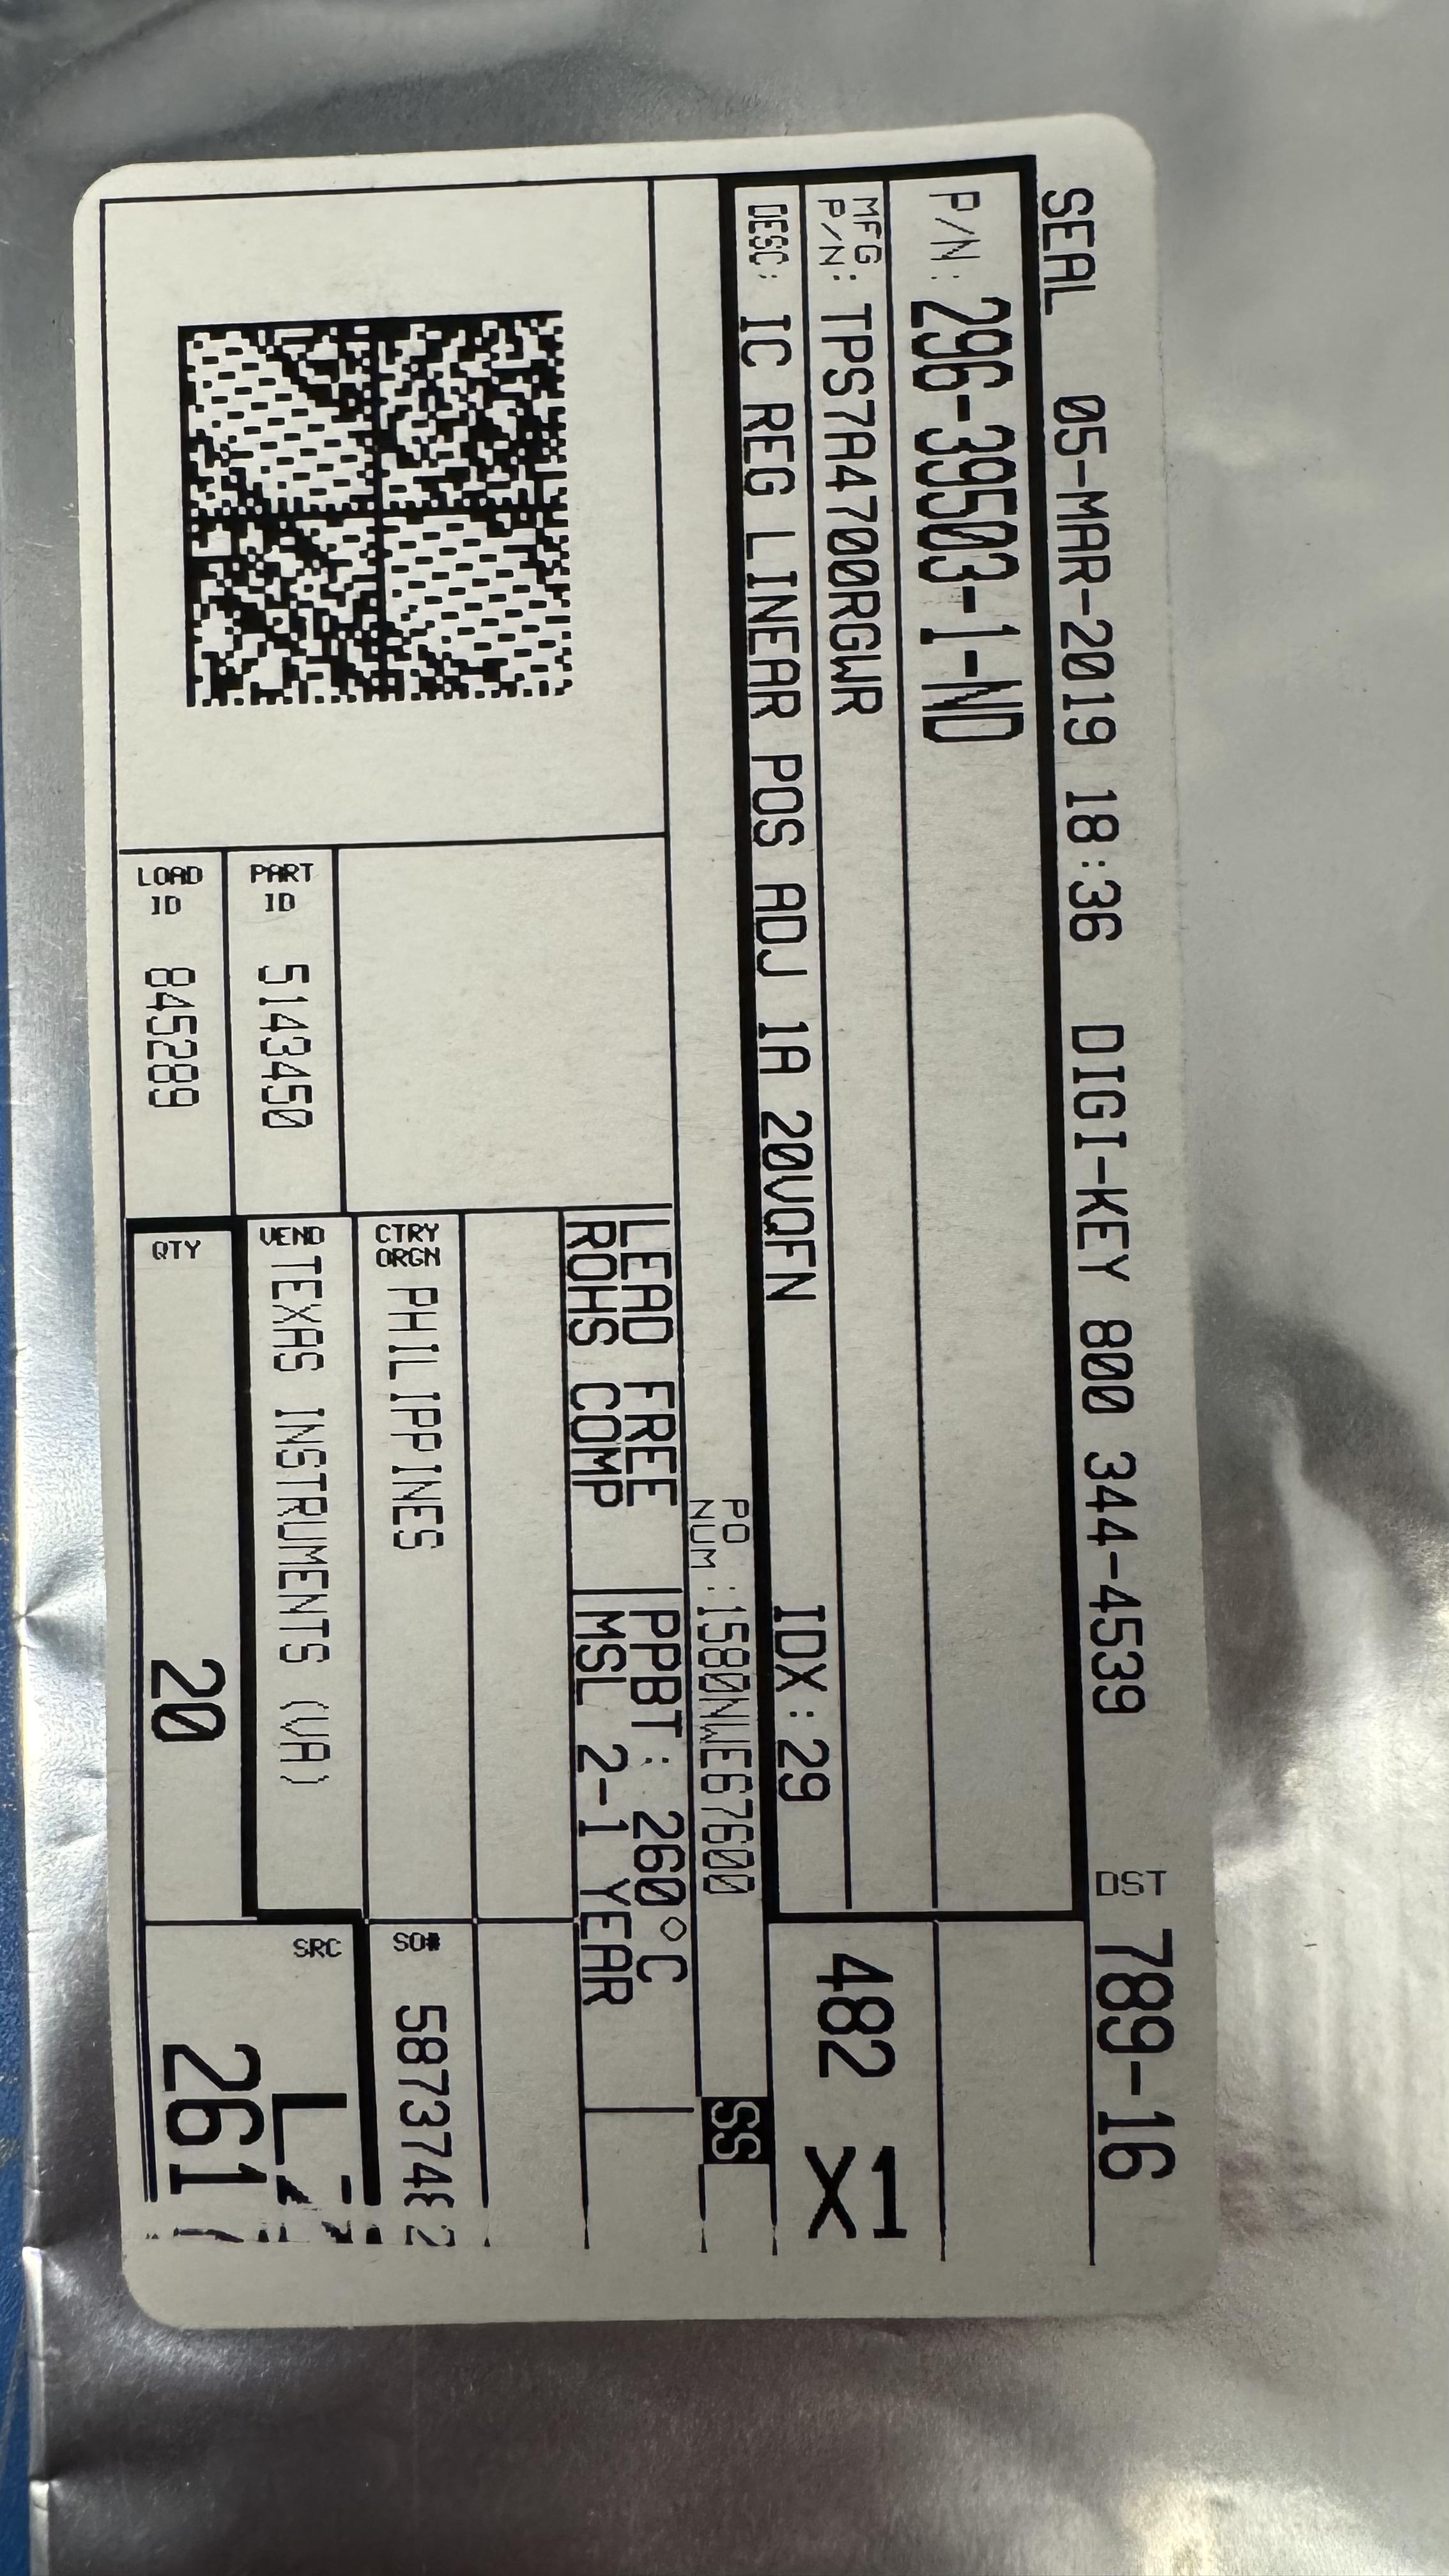 SEAL 05-MAR-2019 18:36 DIGI-KEY 800 344-4539 DST 789-16
P/N: 296-39503-1-ND
MFG P/N: TPS7A4700RGWR
482 X1
DESC: IC REG LINEAR POS ADJ 1A 20VQFN IDX:29
PO NUM: 1580NWE67600 SS
LEAD FREE PPBT: 260°C
ROHS COMP MSL 2-1 YEAR
CTRY ORGN PHILIPPINES SO#
PART ID 5143450 VEND TEXAS INSTRUMENTS (VA) SRC
LOAD ID 845289 QTY 20 261